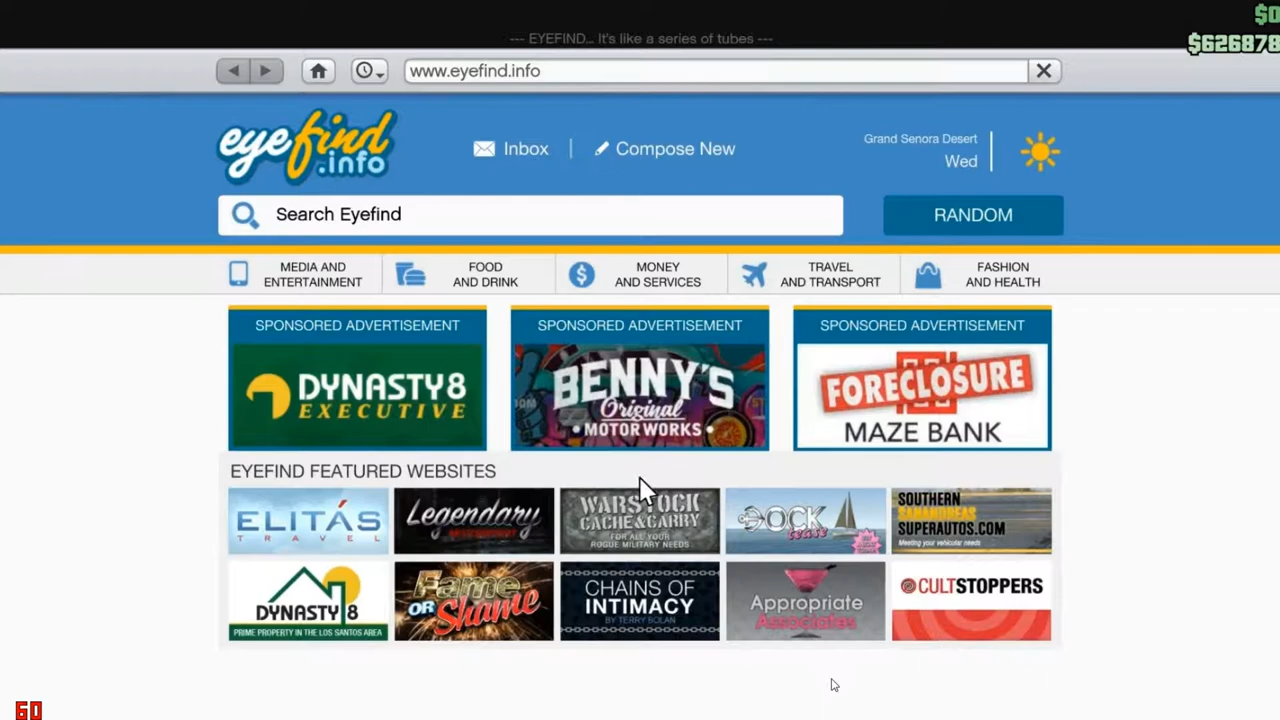 $0
--- EYEFIND... It's like a series of tubes ---
$626878
www.eyefind.info
eyefind.info
Inbox
Compose New
Grand Senora Desert
Wed
Search Eyefind
RANDOM
MEDIA AND
ENTERTAINMENT
FOOD
AND DRINK
MONEY
AND SERVICES
TRAVEL
AND TRANSPORT
FASHION
AND HEALTH
SPONSORED ADVERTISEMENT
DYNASTY8
EXECUTIVE
SPONSORED ADVERTISEMENT
BENNY'S
Original
MOTORWORKS
SPONSORED ADVERTISEMENT
FORECLOSURE
MAZE BANK
EYEFIND FEATURED WEBSITES
ELITÁS
TRAVEL
Legendary
WARSTOCK
CACHE & CARRY
FOR ALL YOUR
ROGUE MILITARY NEEDS
DOCK
tease
SOUTHERN
SANANDREAS
SUPERAUTOS.COM
Meeting your vehicular needs
DYNASTY 8
PRIME PROPERTY IN THE LOS SANTOS AREA
Fame
OR Shame
CHAINS OF
INTIMACY
BY TERRY BOLAN
Appropriate
Associates
CULTSTOPPERS
60